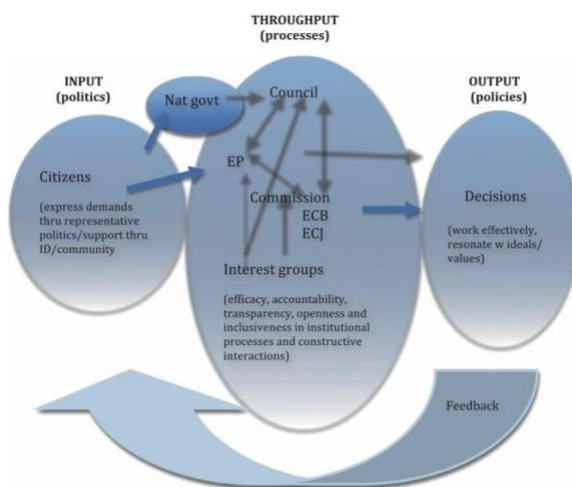 THROUGHPUT
(processes)
INPUT
(politics)
OUTPUT
(policies)
Nat govt
Council
EP
Citizens
(express demands
thru representative
politics/support thru
ID/community
Commission
ECB
ECJ
Decisions
(work effectively,
resonate w ideals/
values)
Interest groups
(efficacy, accountability,
transparency, openness and
inclusiveness in institutional
processes and constructive
interactions)
Feedback